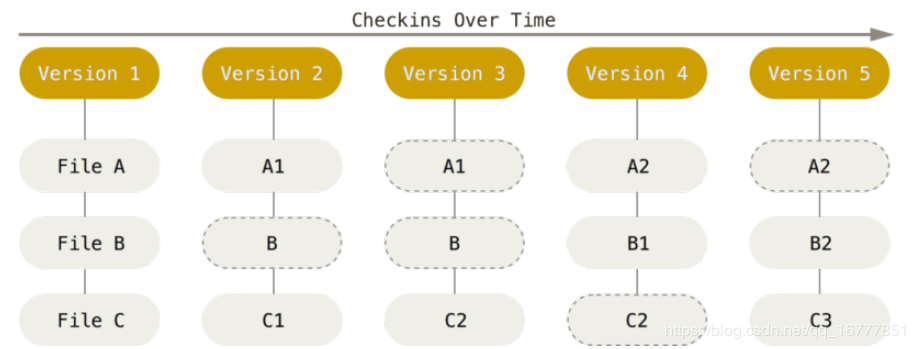 Checkins Over Time
Version 1 Version 2 Version 3 Version 4 Version 5
File A A1 A1 A2 A2
File B B B B1 B2
File C C1 C2 C2 C3
https://blog.csdn.net/qq_16777851